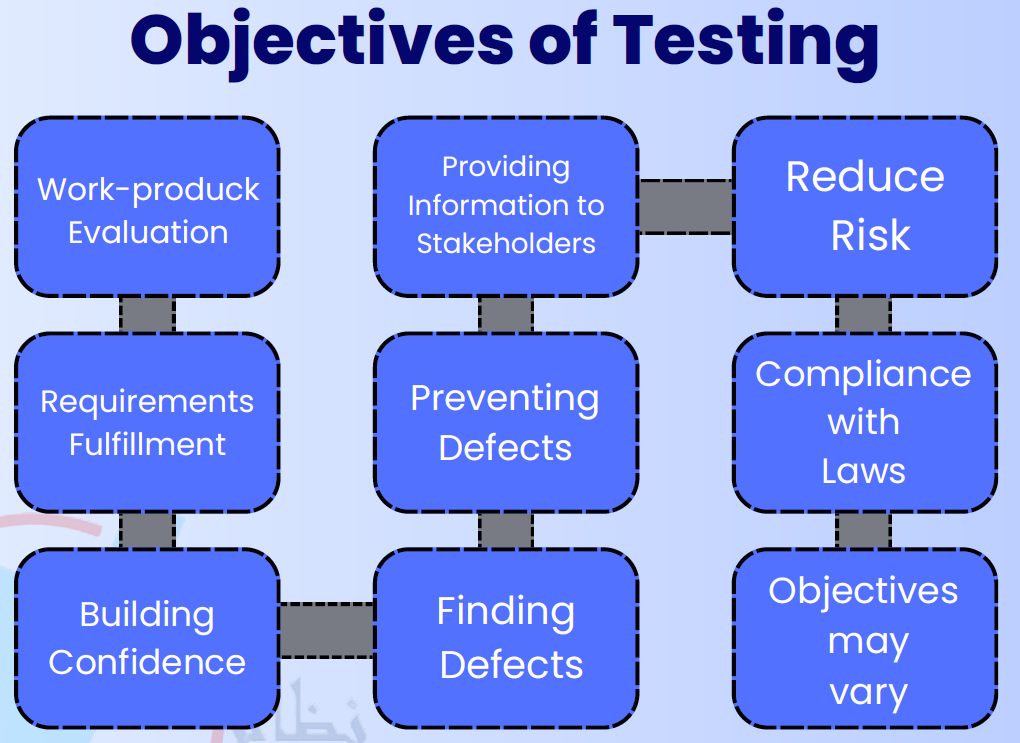 Objectives of Testing
Work-produck
Evaluation
Requirements
Fulfillment
Building
Confidence
Finding
Defects
Preventing
Defects
Providing
Information to
Stakeholders
Reduce
Risk
Compliance
with
Laws
Objectives
may
vary
نظام